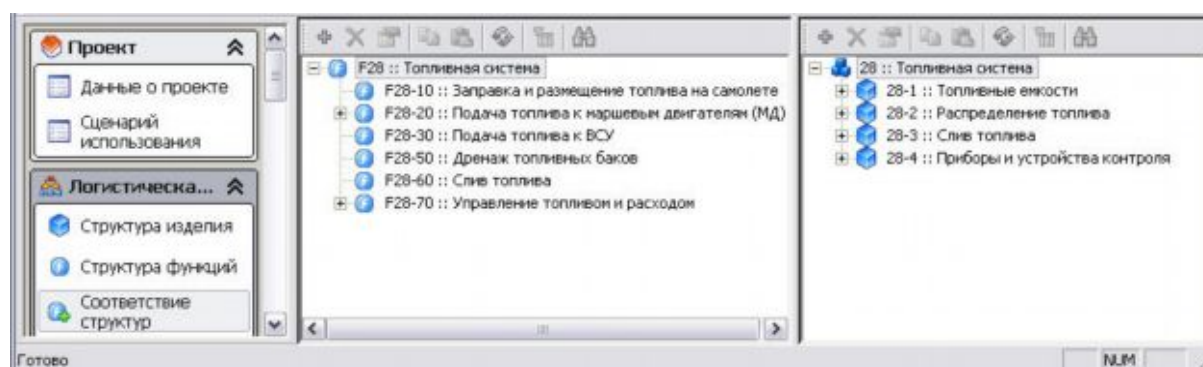 Проект
Данные о проекте
Сценарий
использования
Логистическа...
Структура изделия
Структура функций
Соответствие
структур
F28 :: Топливная система
F28-10 :: Заправка и размещение топлива на самолете
F28-20 :: Подача топлива к маршевым двигателям (МД)
F28-30 :: Подача топлива к ВСУ
F28-50 :: Дренаж топливных баков
F28-60 :: Слив топлива
F28-70 :: Управление топливом и расходом
28 :: Топливная система
28-1 :: Топливные емкости
28-2 :: Распределение топлива
28-3 :: Слив топлива
28-4 :: Приборы и устройства контроля
Готово
NUM